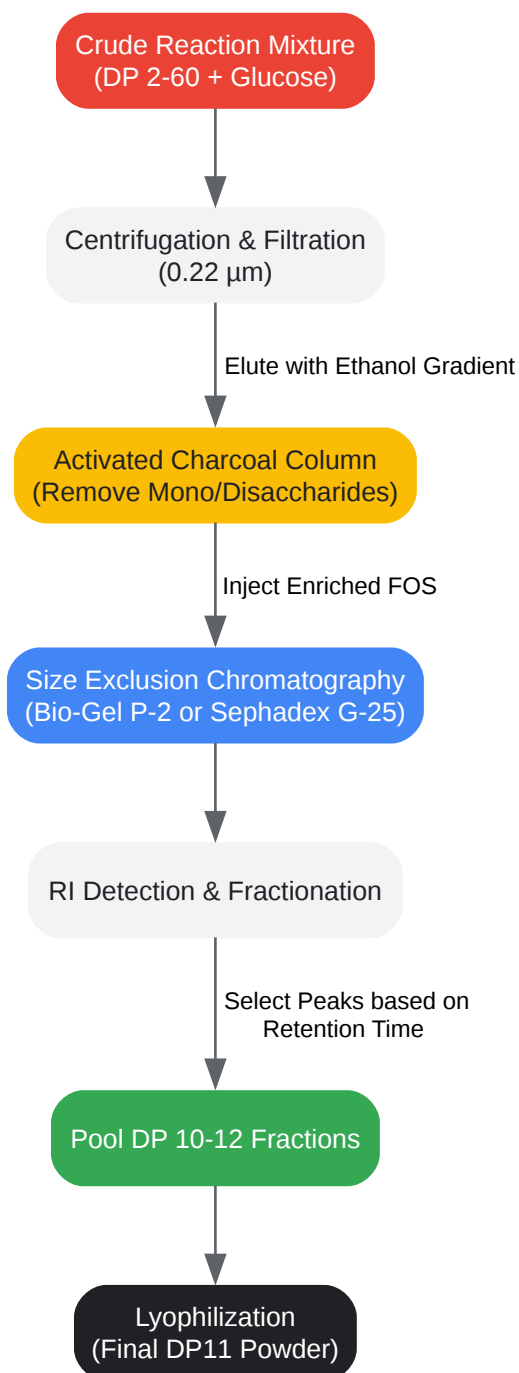 Crude Reaction Mixture
(DP 2-60 + Glucose)
Centrifugation & Filtration
(0.22 µm)
Elute with Ethanol Gradient
Activated Charcoal Column
(Remove Mono/Disaccharides)
Inject Enriched FOS
Size Exclusion Chromatography
(Bio-Gel P-2 or Sephadex G-25)
RI Detection & Fractionation
Select Peaks based on
Retention Time
Pool DP 10-12 Fractions
Lyophilization
(Final DP11 Powder)